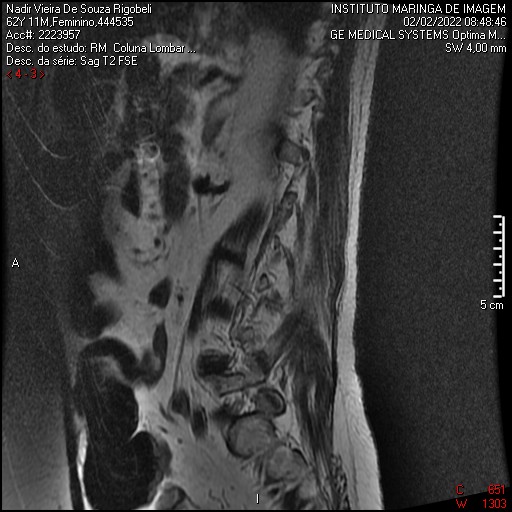 Nadir Vieira De Souza Rigobeli
62Y 11M,Feminino,444535
Acc#: 2223957
Desc. do estudo: RM Coluna Lombar ...
Desc. da série: Sag T2 FSE
< 4 - 3 >
INSTITUTO MARINGA DE IMAGEM
02/02/2022 08:48:46
GE MEDICAL SYSTEMS Optima M...
SW 4,00 mm
A
5 cm
I
C 651
W 1303